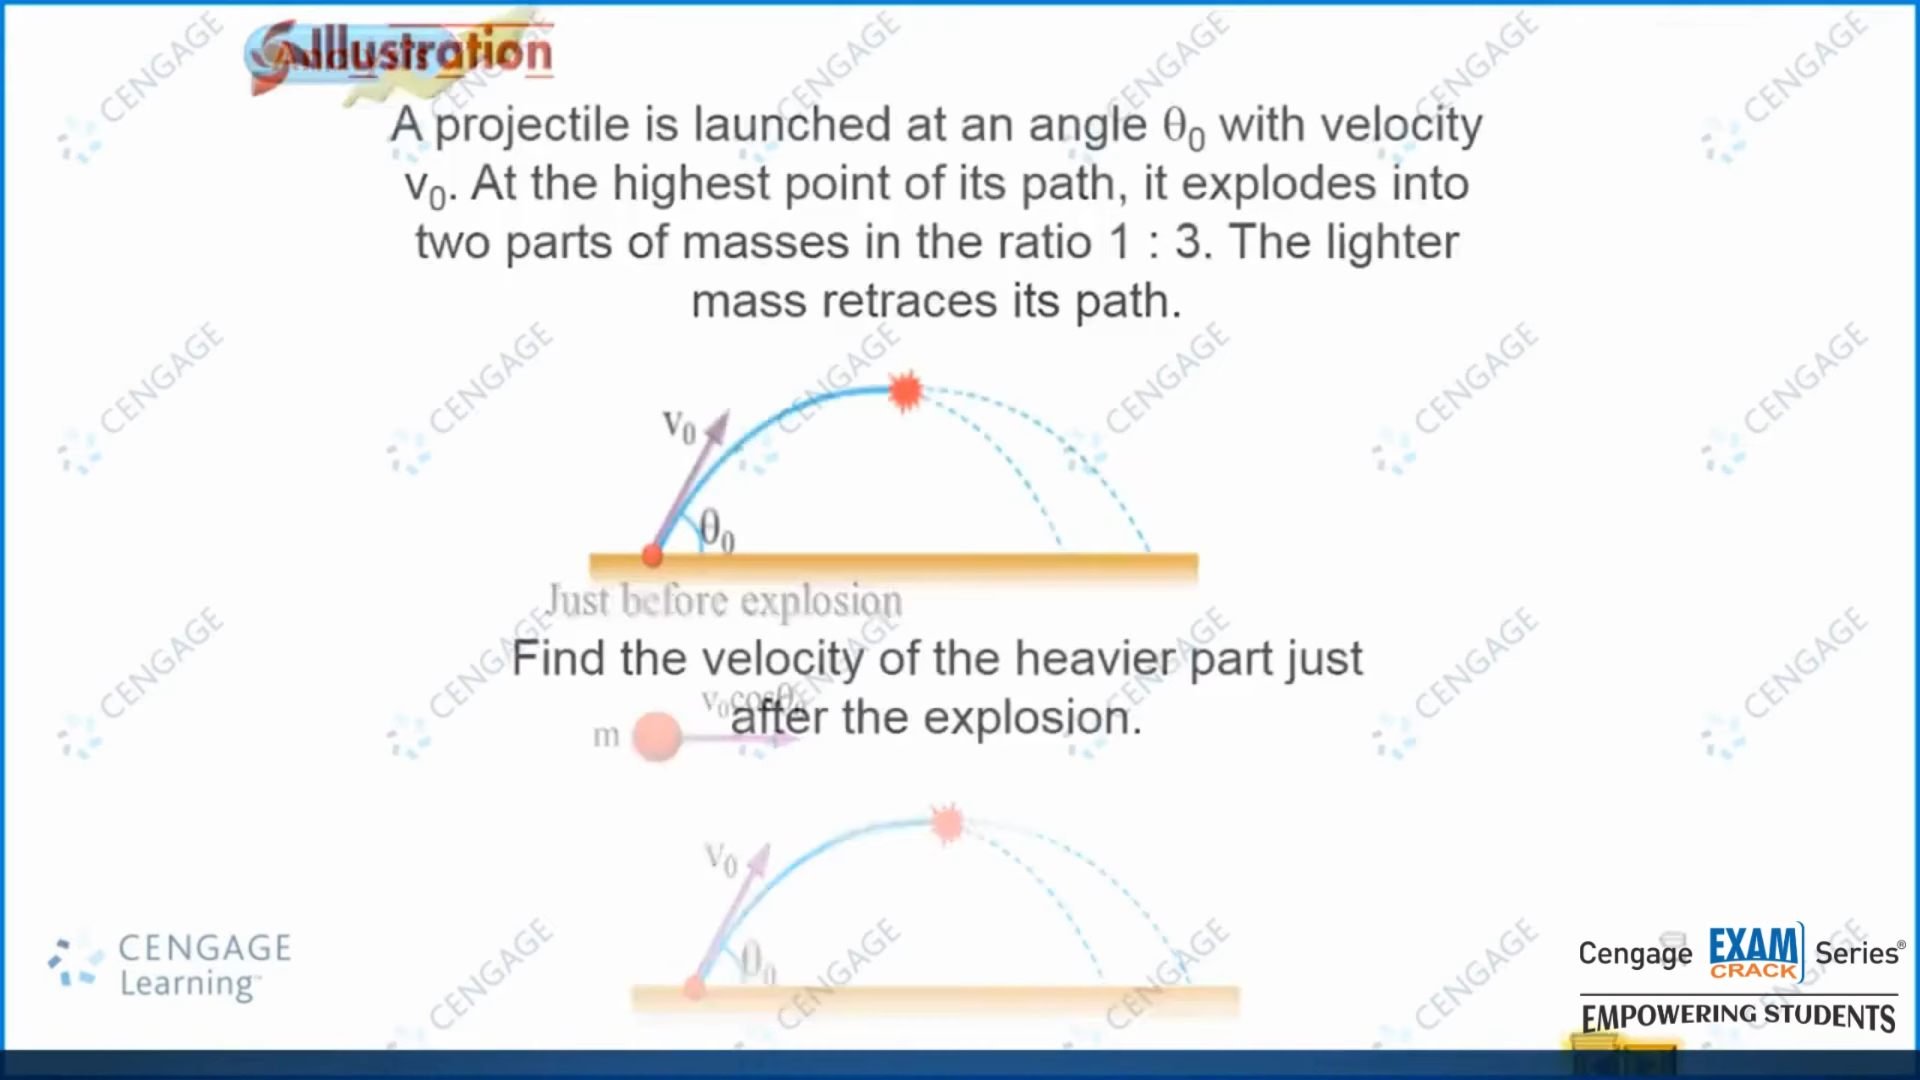 Illustration
A projectile is launched at an angle θ₀ with velocity
v₀. At the highest point of its path, it explodes into
two parts of masses in the ratio 1 : 3. The lighter
mass retraces its path.
v₀
θ₀
Just before explosion
Find the velocity of the heavier part just
after the explosion.
v₀cosθ₀
m
v₀
θ₀
CENGAGE
Learning™
Cengage EXAM CRACK Series®
EMPOWERING STUDENTS
CENGAGE